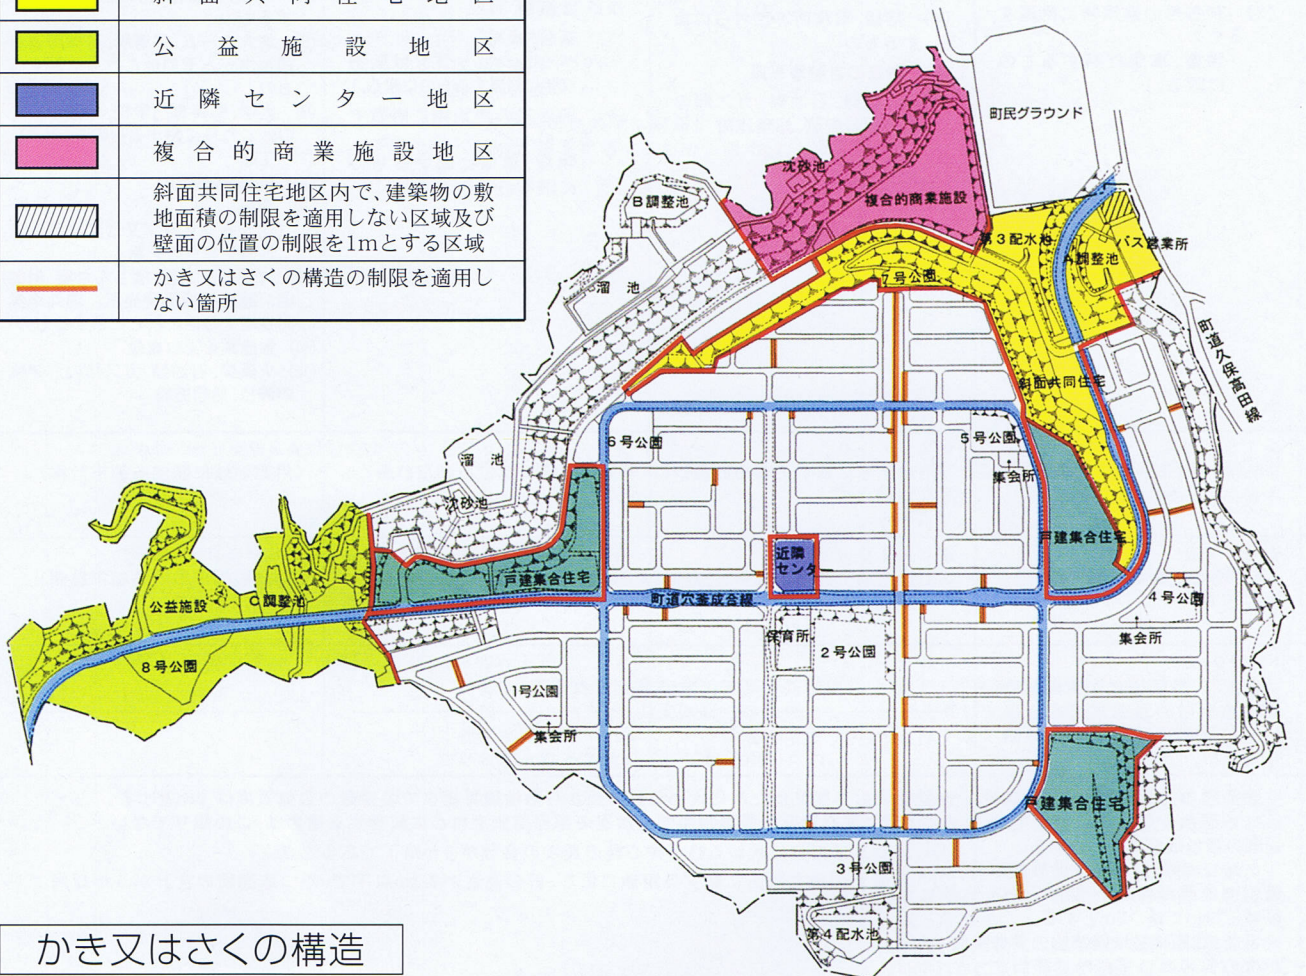 斜面共同住宅地区
公益施設地区
近隣センター地区
複合的商業施設地区
斜面共同住宅地区内で、建築物の敷
地面積の制限を適用しない区域及び
壁面の位置の制限を1mとする区域
かき又はさくの構造の制限を適用し
ない箇所
町民グラウンド
沈砂池
複合的商業施設
B調整池
第3配水池
バス営業所
A調整池
7号公園
溜池
町道久保高田線
斜面共同住宅
6号公園
5号公園
集会所
溜池
沈砂池
戸建集合住宅
近隣
センター
戸建集合住宅
公益施設
C調整池
町道穴釜成合線
4号公園
保育所
集会所
2号公園
8号公園
1号公園
集会所
戸建集合住宅
3号公園
第4配水池
かき又はさくの構造